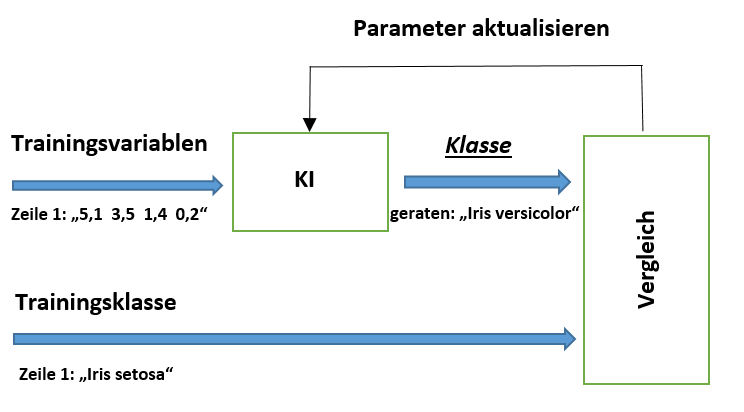 Parameter aktualisieren
Trainingsvariablen
KI
Klasse
Zeile 1: „5,1 3,5 1,4 0,2“
geraten: „Iris versicolor“
Vergleich
Trainingsklasse
Zeile 1: „Iris setosa“